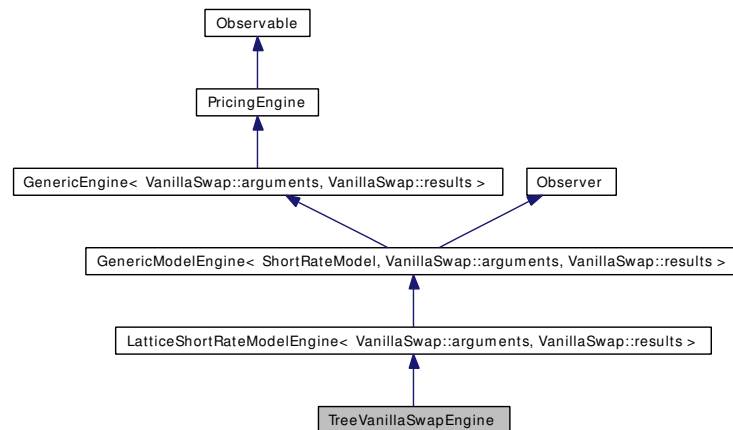 Observable
PricingEngine
GenericEngine< VanillaSwap::arguments, VanillaSwap::results >
Observer
GenericModelEngine< ShortRateModel, VanillaSwap::arguments, VanillaSwap::results >
LatticeShortRateModelEngine< VanillaSwap::arguments, VanillaSwap::results >
TreeVanillaSwapEngine